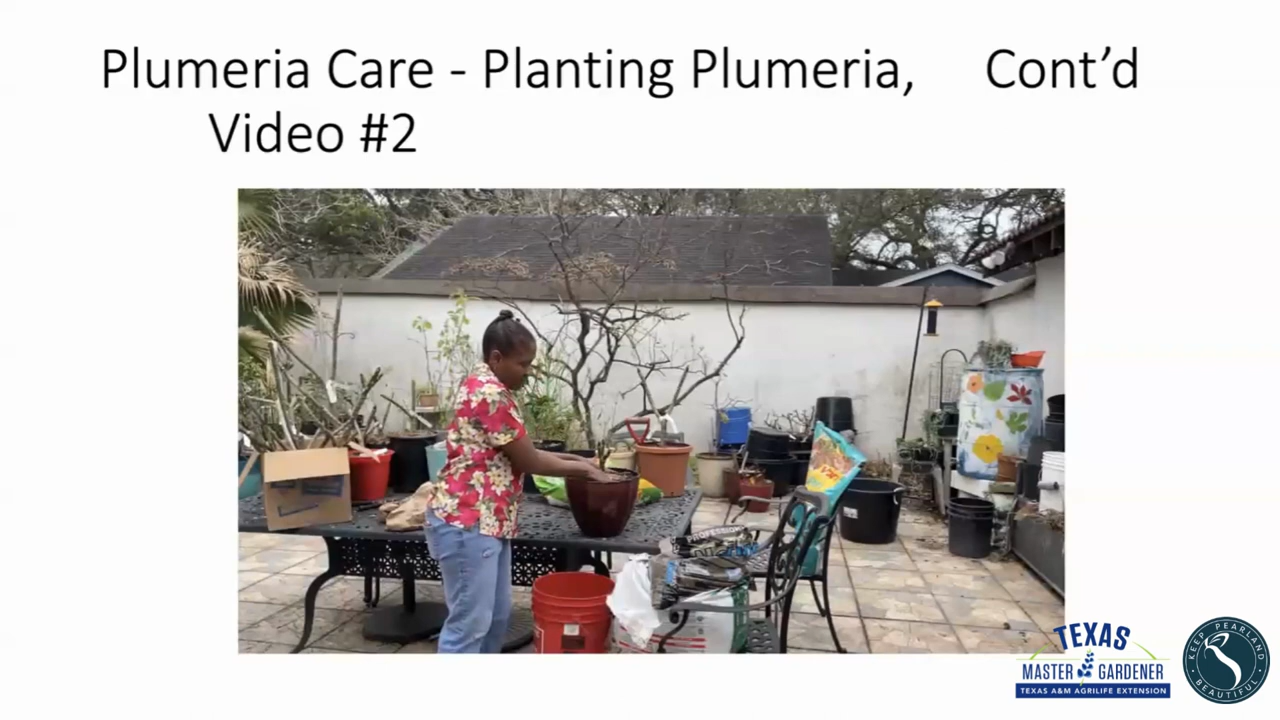 Plumeria Care - Planting Plumeria, Cont’d
Video #2
TEXAS
MASTER GARDENER
TEXAS A&M AGRILIFE EXTENSION
KEEP PEARLAND
BEAUTIFUL